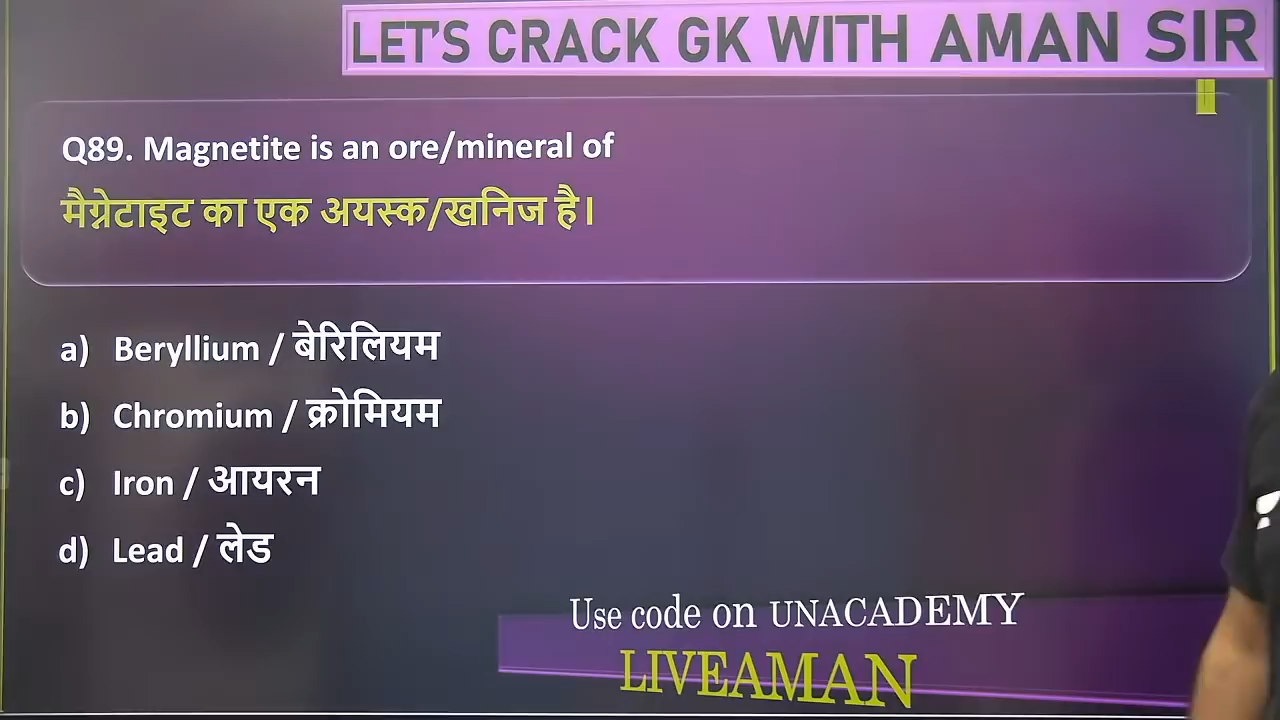 LET'S CRACK GK WITH AMAN SIR
Q89. Magnetite is an ore/mineral of
मैग्नेटाइट का एक अयस्क/खनिज है।
a) Beryllium / बेरिलियम
b) Chromium / क्रोमियम
c) Iron / आयरन
d) Lead / लेड
Use code on UNACADEMY
LIVEAMAN